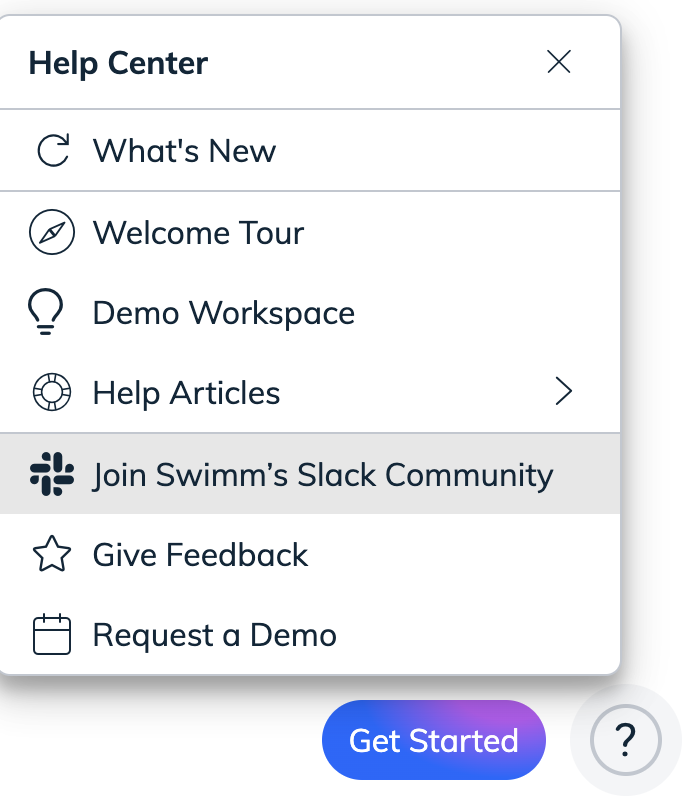 Help Center
What's New
Welcome Tour
Demo Workspace
Help Articles
Join Swimm’s Slack Community
Give Feedback
Request a Demo
Get Started
?